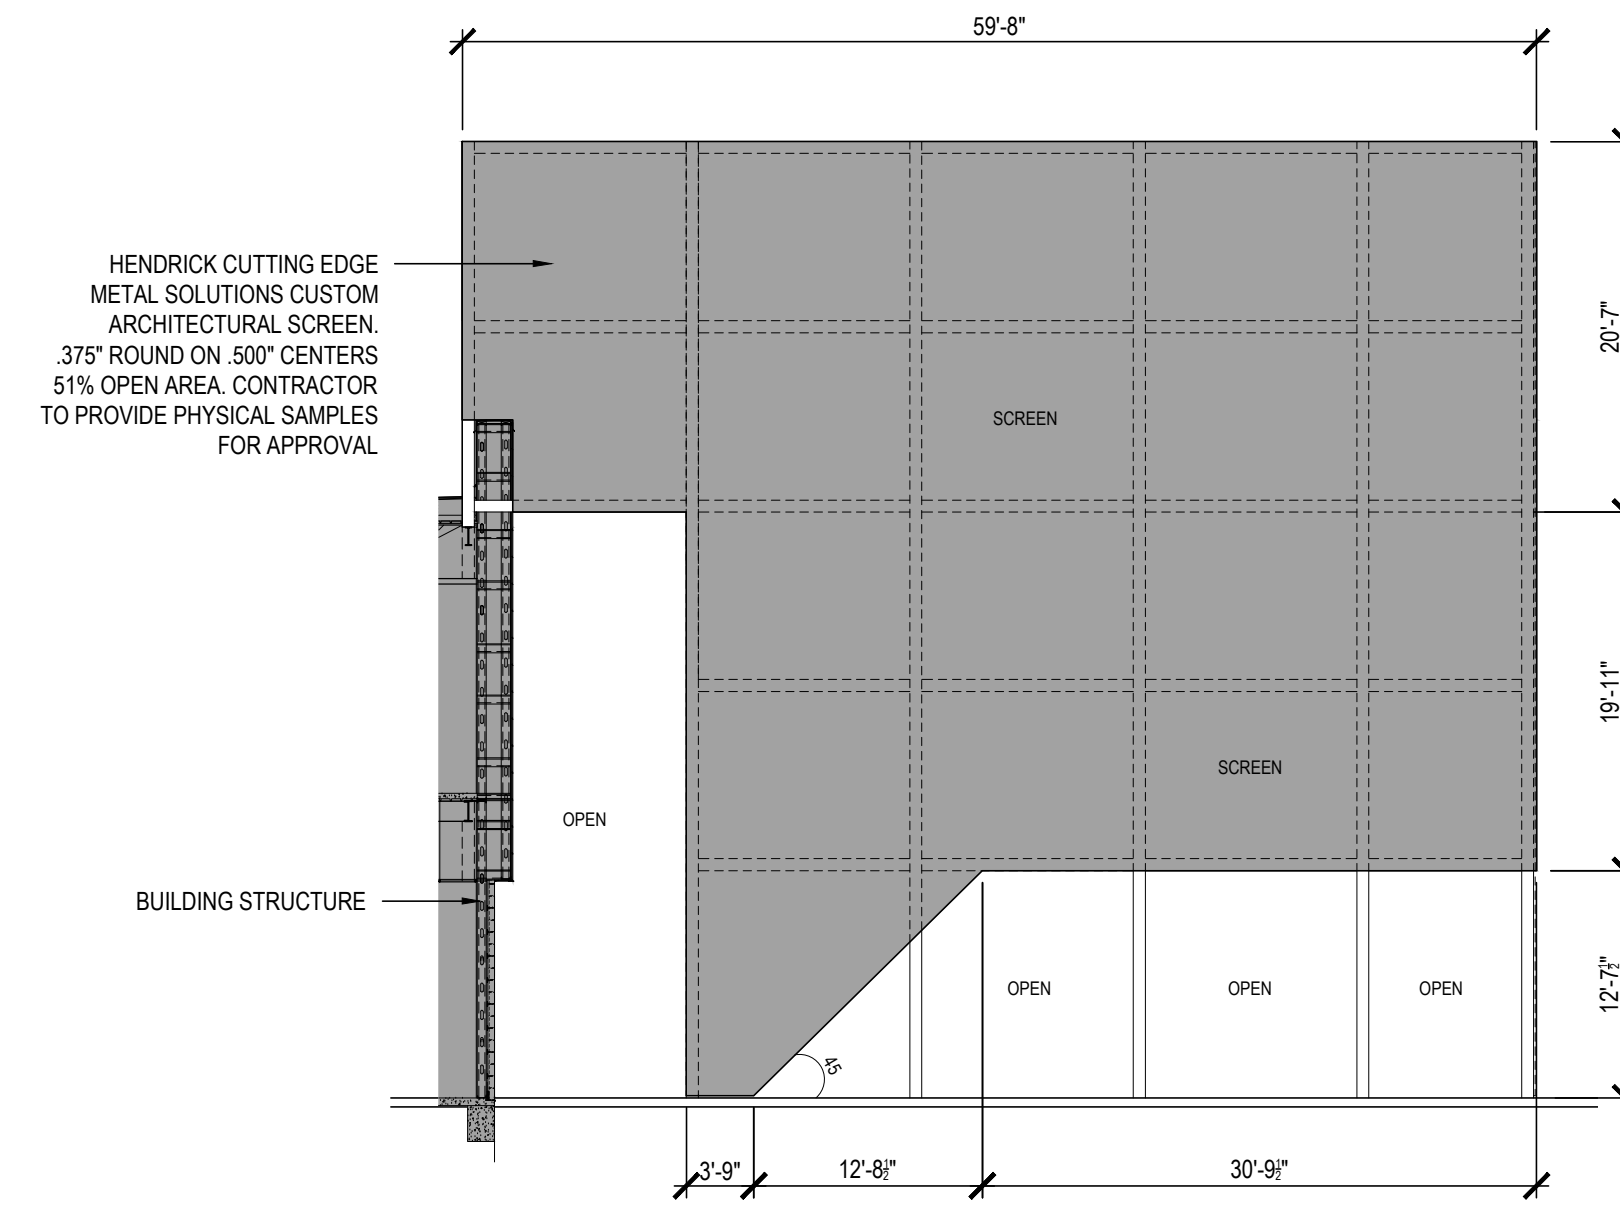 59'-8"
HENDRICK CUTTING EDGE
METAL SOLUTIONS CUSTOM
ARCHITECTURAL SCREEN.
.375" ROUND ON .500" CENTERS
51% OPEN AREA. CONTRACTOR
TO PROVIDE PHYSICAL SAMPLES
FOR APPROVAL
20'-7"
SCREEN
19'-11"
SCREEN
OPEN
BUILDING STRUCTURE
OPEN
OPEN
OPEN
12'-7½"
45
3'-9"
12'-8½"
30'-9½"